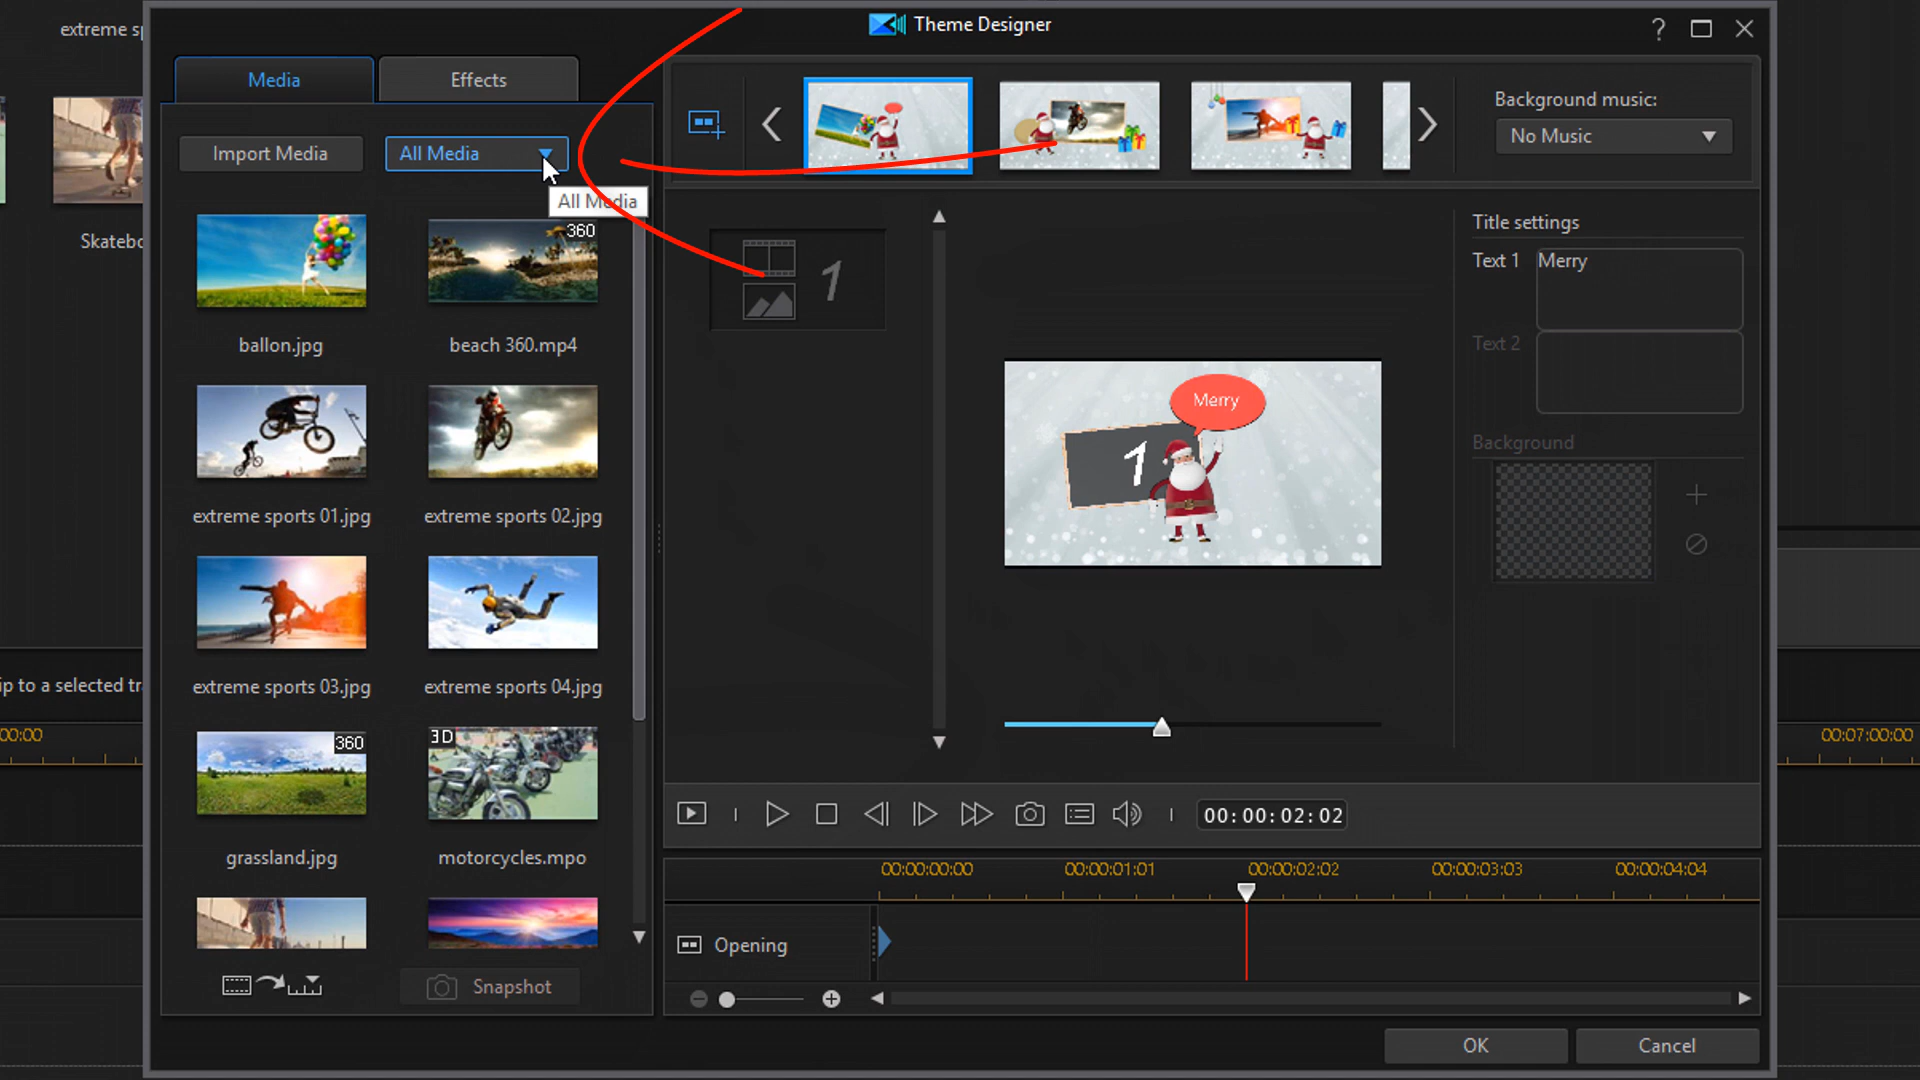 extreme sp
Theme Designer
?
Media
Effects
Background music:
No Music
Import Media
All Media
All Media
Skatebo
360
1
Title settings
Text 1
Merry
Text 2
ballon.jpg
beach 360.mp4
Merry
1
Background
extreme sports 01.jpg
extreme sports 02.jpg
extreme sports 03.jpg
extreme sports 04.jpg
ip to a selected tr
00:00
00:07:00:00
360
3D
00:00:02:02
grassland.jpg
motorcycles.mpo
00:00:00:00
00:00:01:01
00:00:02:02
00:00:03:03
00:00:04:04
Opening
Snapshot
OK
Cancel